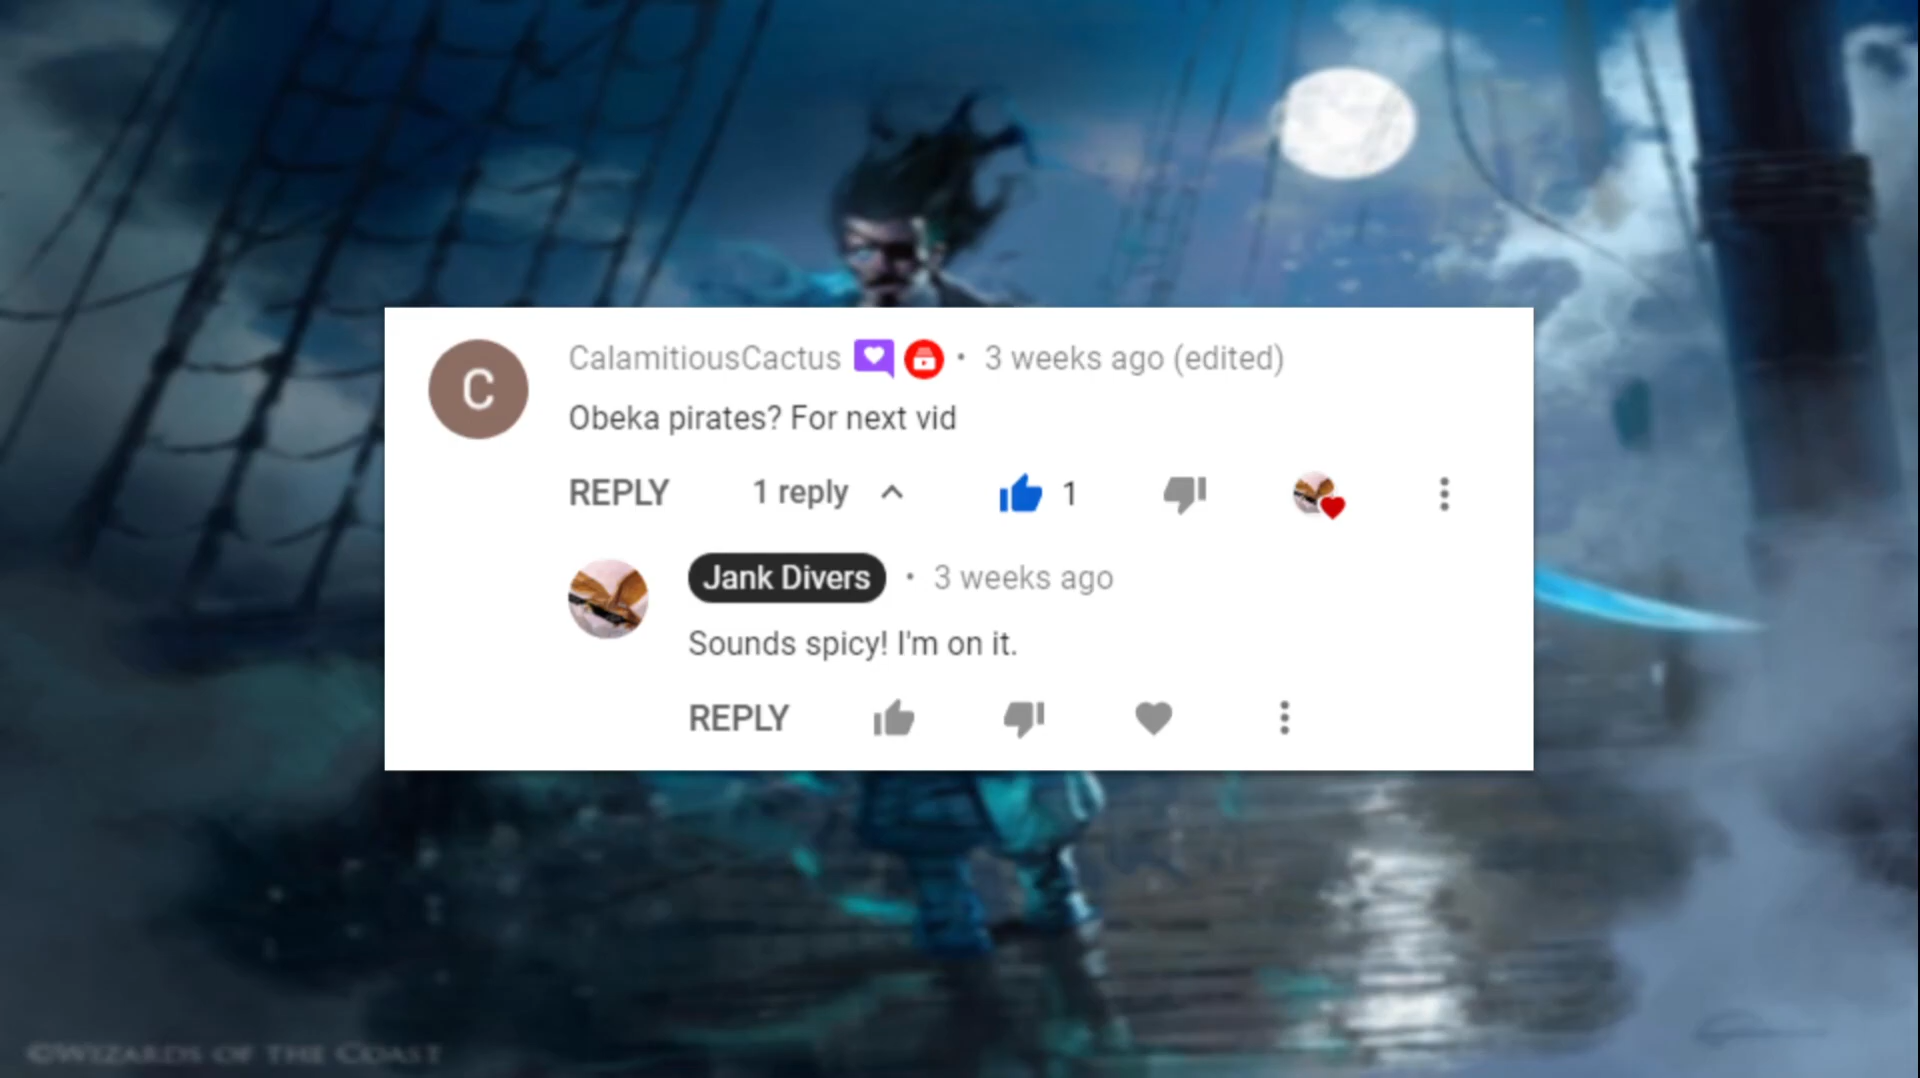 C
CalamitiousCactus • 3 weeks ago (edited)
Obeka pirates? For next vid
REPLY 1 reply 1
Jank Divers • 3 weeks ago
Sounds spicy! I'm on it.
REPLY
©WIZARDS OF THE COAST